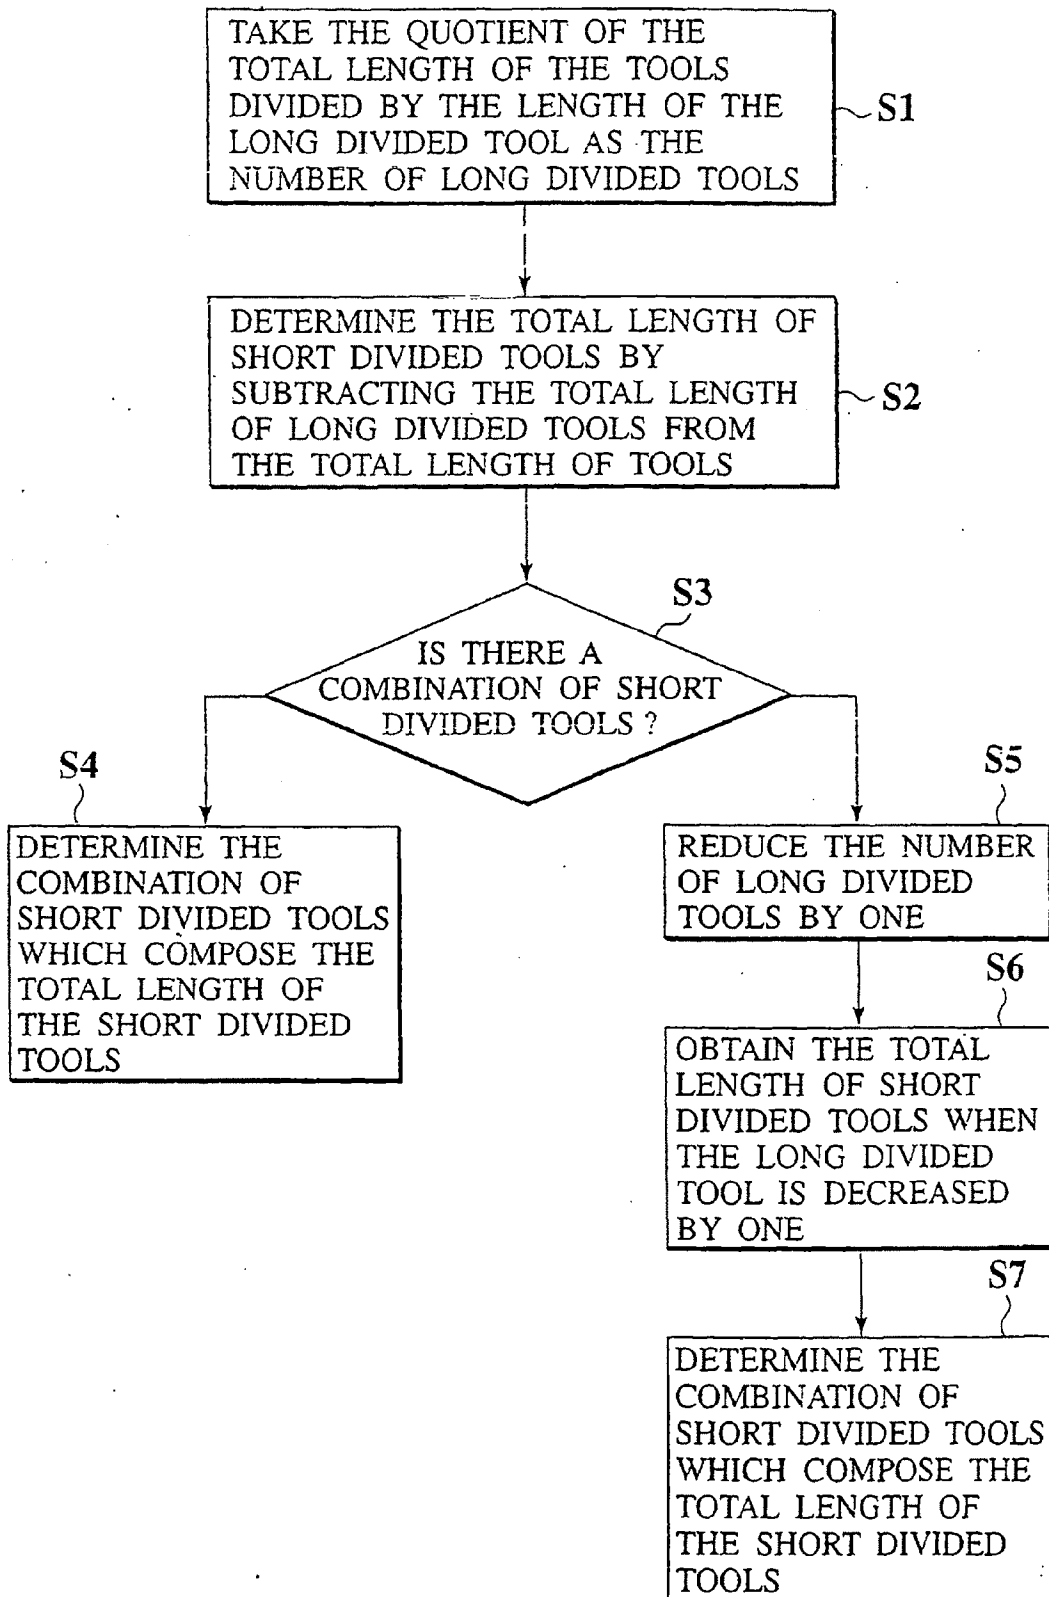 TAKE THE QUOTIENT OF THE
TOTAL LENGTH OF THE TOOLS
DIVIDED BY THE LENGTH OF THE
LONG DIVIDED TOOL AS THE
NUMBER OF LONG DIVIDED TOOLS
S1
DETERMINE THE TOTAL LENGTH OF
SHORT DIVIDED TOOLS BY
SUBTRACTING THE TOTAL LENGTH
OF LONG DIVIDED TOOLS FROM
THE TOTAL LENGTH OF TOOLS
S2
S3
IS THERE A
COMBINATION OF SHORT
DIVIDED TOOLS ?
S4
DETERMINE THE
COMBINATION OF
SHORT DIVIDED TOOLS
WHICH COMPOSE THE
TOTAL LENGTH OF
THE SHORT DIVIDED
TOOLS
S5
REDUCE THE NUMBER
OF LONG DIVIDED
TOOLS BY ONE
S6
OBTAIN THE TOTAL
LENGTH OF SHORT
DIVIDED TOOLS WHEN
THE LONG DIVIDED
TOOL IS DECREASED
BY ONE
S7
DETERMINE THE
COMBINATION OF
SHORT DIVIDED TOOLS
WHICH COMPOSE THE
TOTAL LENGTH OF
THE SHORT DIVIDED
TOOLS